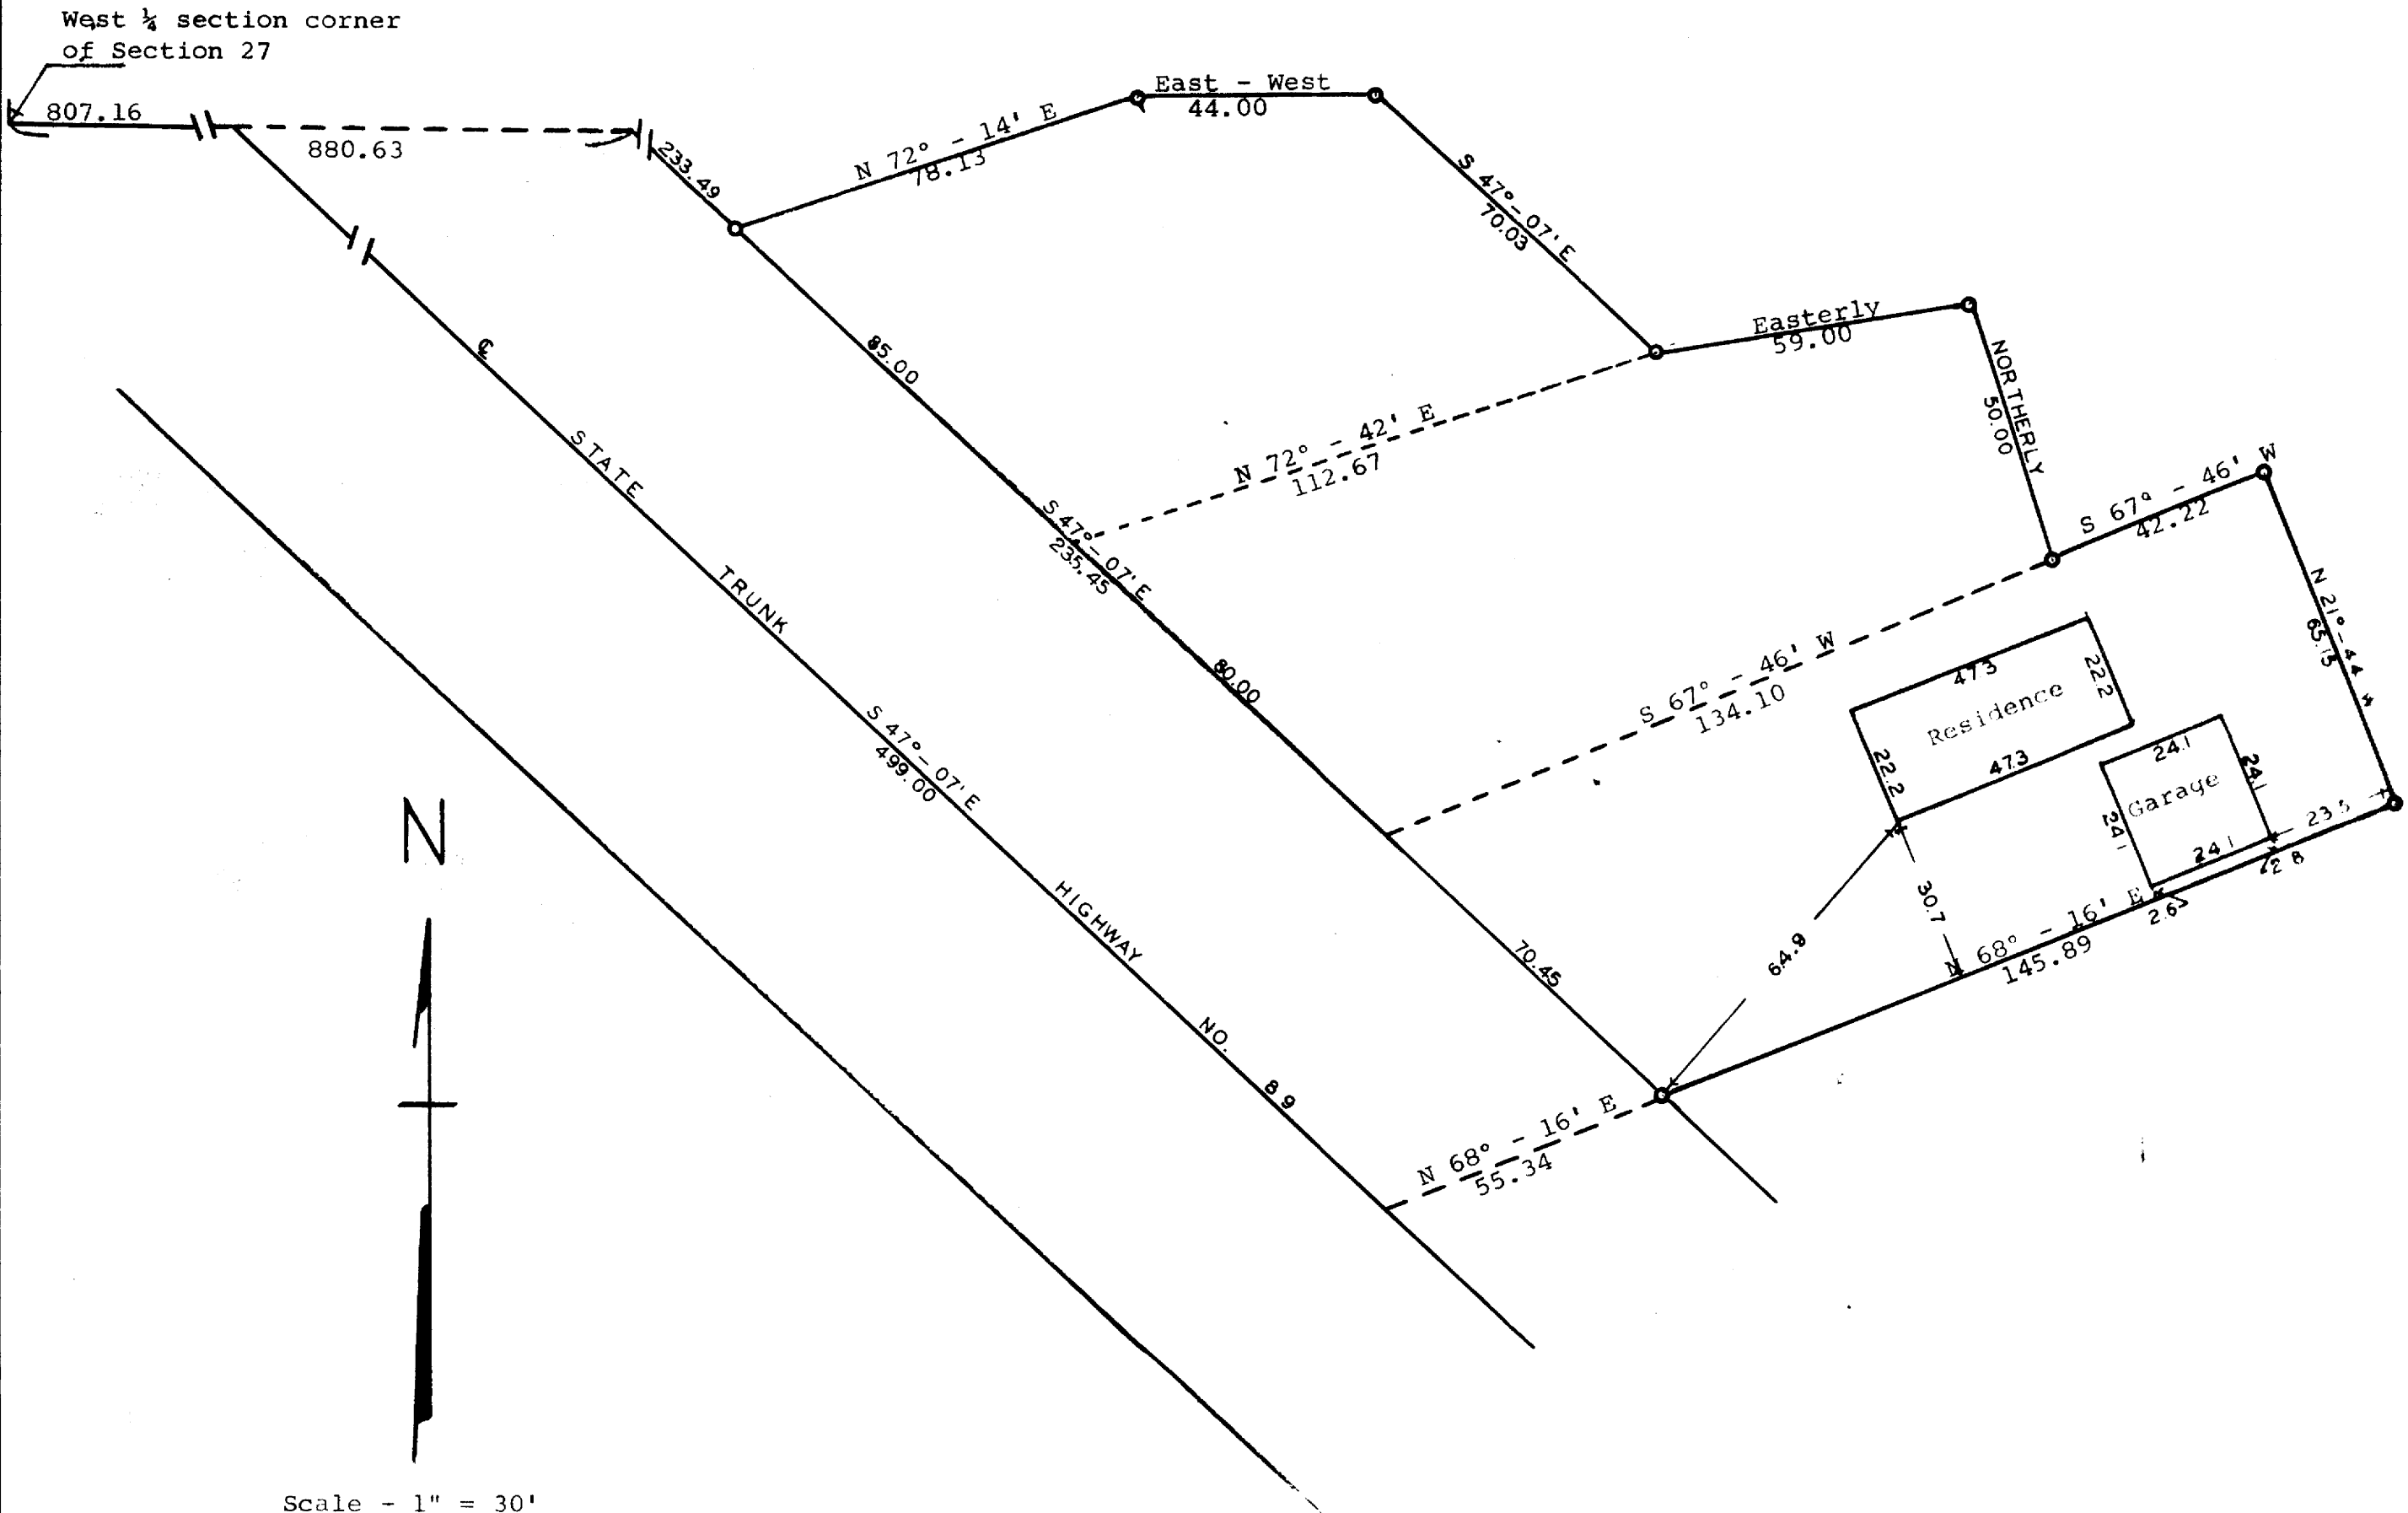 West ¼ section corner
of Section 27
807.16
880.63
233.49
N 72° - 14' E
78.13
East - West
44.00
S 47°-07'E
70.03
Easterly
59.00
NORTHERLY
50.00
S 67° - 46' W
42.22
N 21°-44'
65.15
85.00
N 72° - 42' E
112.67
S 47°-07'E
235.45
80.00
S 67° - 46' W
134.10
70.45
℄
STATE
TRUNK
S 47°-07'E
499.00
HIGHWAY
NO.
89
47.3
22.2
Residence
22.2
47.3
24.1
24.1
Garage
24.1
24.1
23.5
2.8
2.6
30.7
64.9
N 68° - 16' E
145.89
N 68° - 16' E
55.34
N
Scale - 1" = 30'